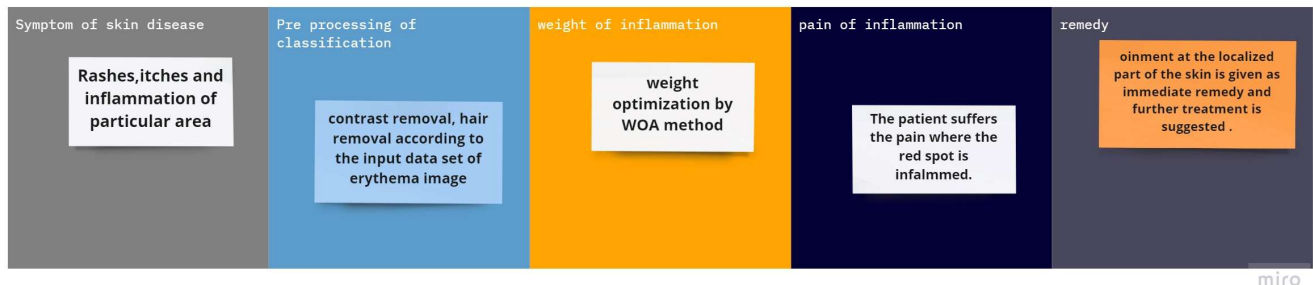 Symptom of skin disease
Rashes,itches and
inflammation of
particular area
Pre processing of
classification
contrast removal, hair
removal according to
the input data set of
erythema image
weight of inflammation
weight
optimization by
WOA method
pain of inflammation
The patient suffers
the pain where the
red spot is
infalmmed.
remedy
oinment at the localized
part of the skin is given as
immediate remedy and
further treatment is
suggested .
miro